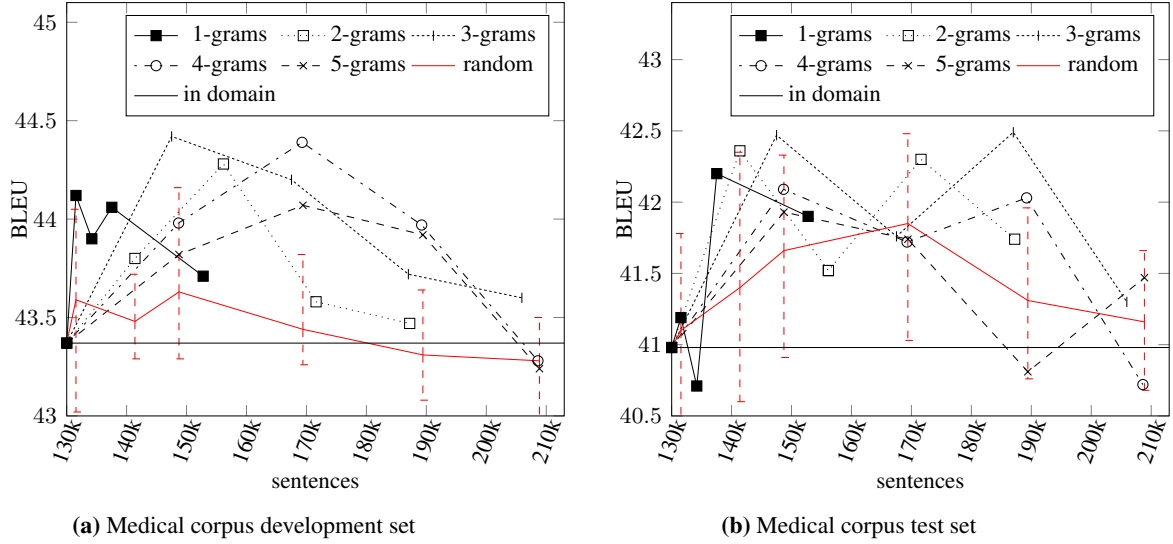 1-grams 2-grams 3-grams
4-grams 5-grams random
in domain
45
44.5
44
43.5
43
BLEU
130k 140k 150k 160k 170k 180k 190k 200k 210k
sentences
(a) Medical corpus development set
1-grams 2-grams 3-grams
4-grams 5-grams random
in domain
43
42.5
42
41.5
41
40.5
BLEU
130k 140k 150k 160k 170k 180k 190k 200k 210k
sentences
(b) Medical corpus test set